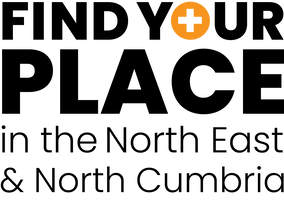 FIND YOUR
PLACE
in the North East
& North Cumbria